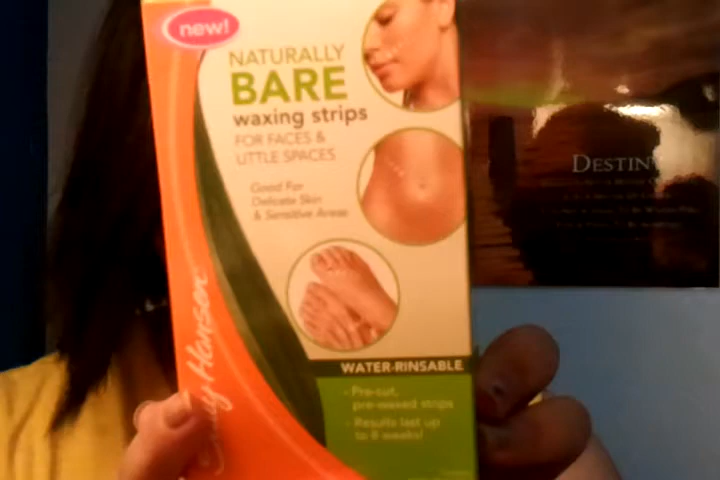 new!
NATURALLY
BARE
waxing strips
FOR FACES &
LITTLE SPACES
Good For
Delicate Skin
& Sensitive Areas
WATER-RINSABLE
- Pre-cut,
pre-waxed strips
- Results last up
to 8 weeks!
Sally Hansen
DESTIN